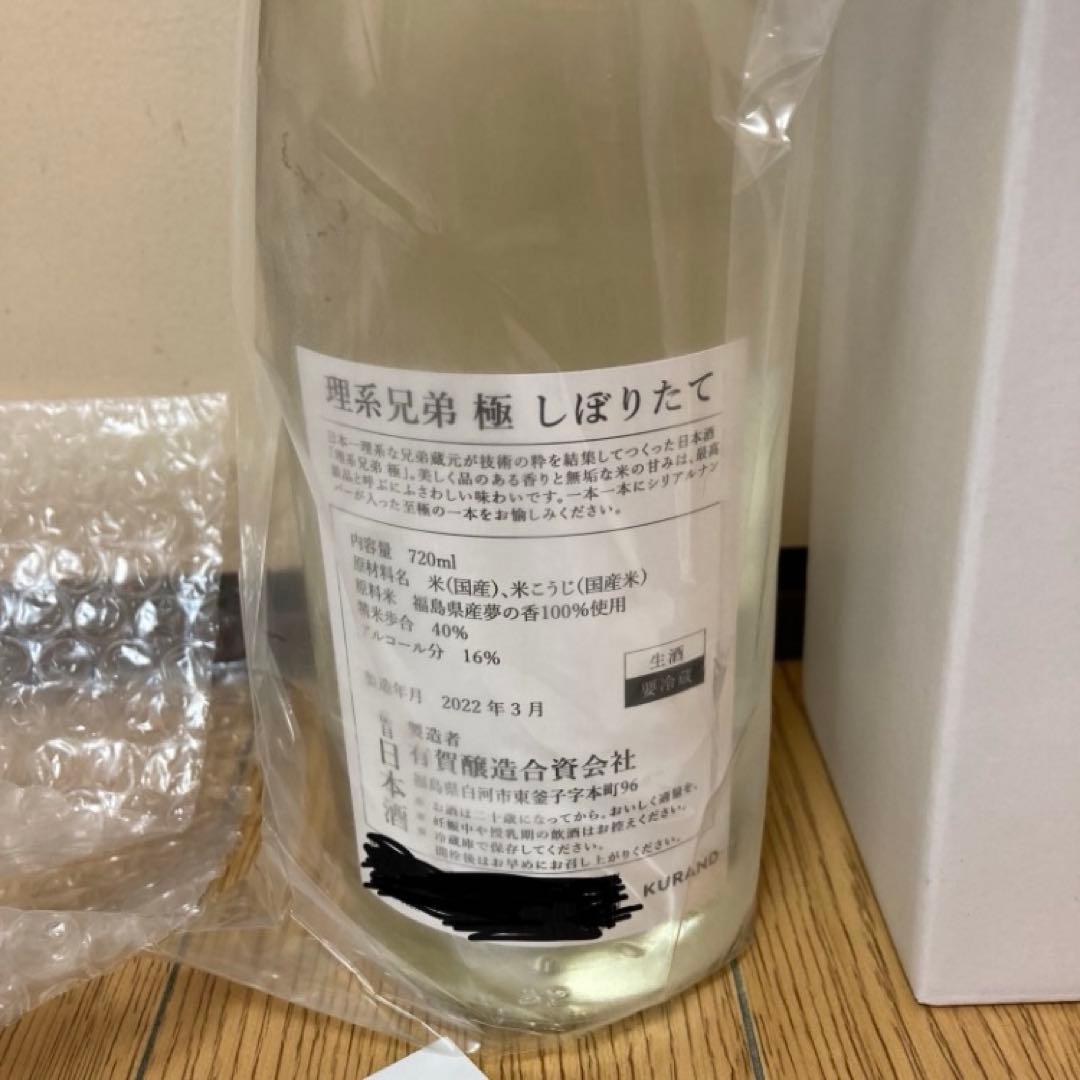 理系兄弟 極 しぼりたて
日本一理系な兄弟蔵元が技術の粋を結集してつくった日本酒
「理系兄弟 極」。美しく品のある香りと無垢な米の甘みは、最高
級品と呼ぶにふさわしい味わいです。一本一本にシリアルナン
バーが入った至極の一本をお愉しみください。
内容量 720ml
原材料名 米(国産)、米こうじ(国産米)
原料米 福島県産夢の香100%使用
精米歩合 40%
アルコール分 16%
生酒
要冷蔵
製造年月 2022年3月
製造者
有賀醸造合資会社
福島県白河市東釜子字本町96
日本酒
お酒は二十歳になってから。おいしく適量を。
妊娠中や授乳期の飲酒はお控えください。
冷蔵庫で保存してください。
開栓後はお早めにお召し上がりください。
KURAND